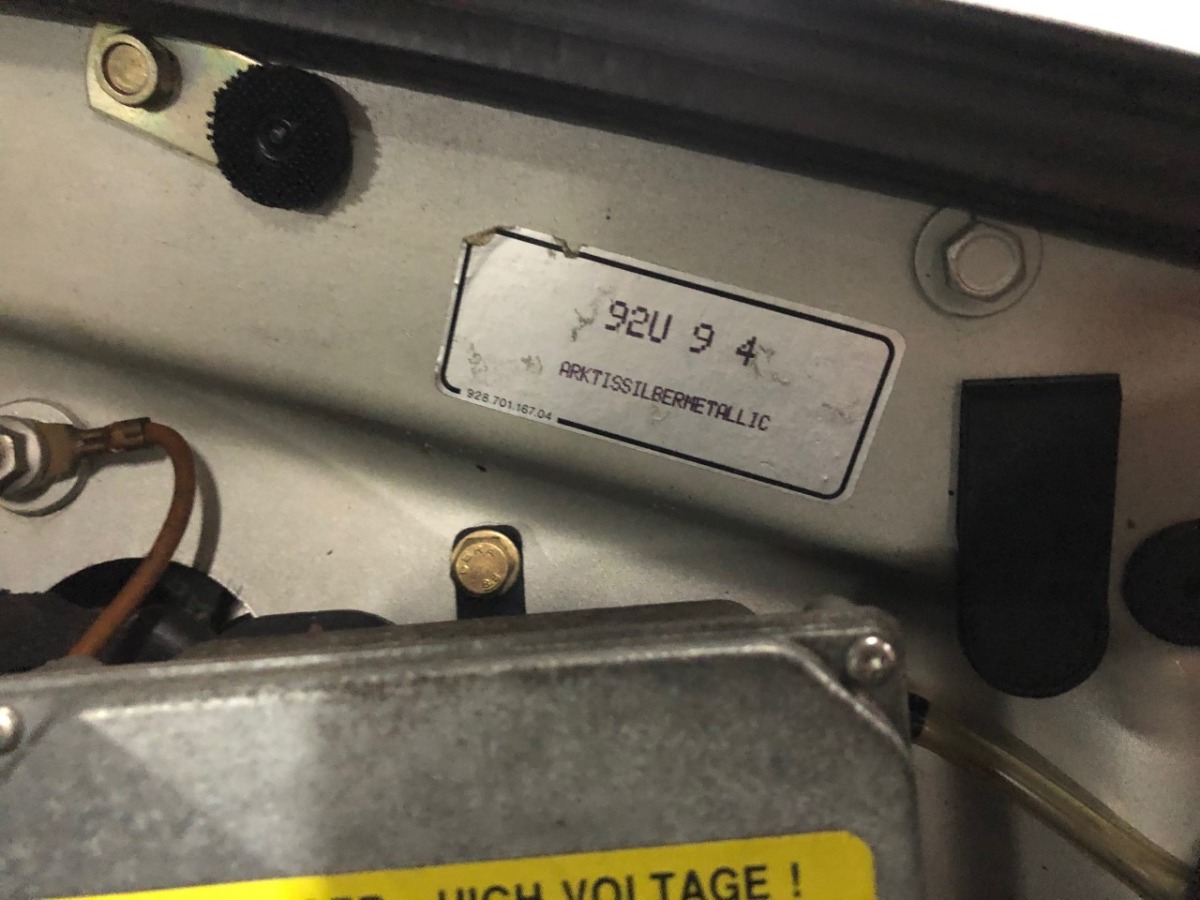 92U 9 4
ARKTISSILBERMETALLIC
928.701.167.04
HIGH VOLTAGE !